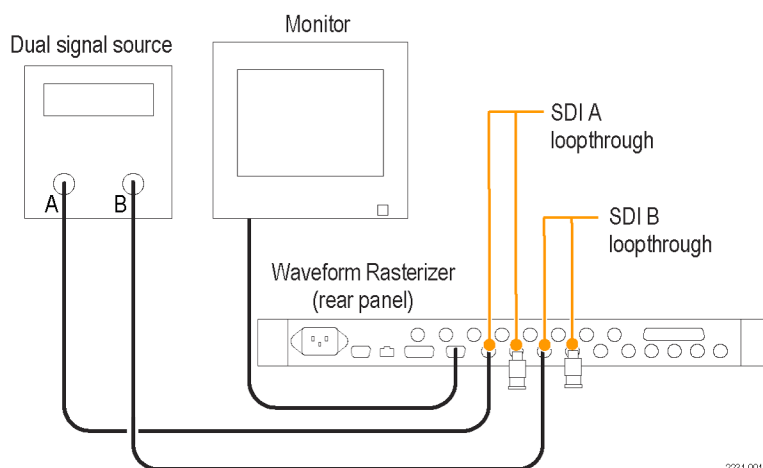 Monitor
Dual signal source
A
B
SDI A
loopthrough
SDI B
loopthrough
Waveform Rasterizer
(rear panel)